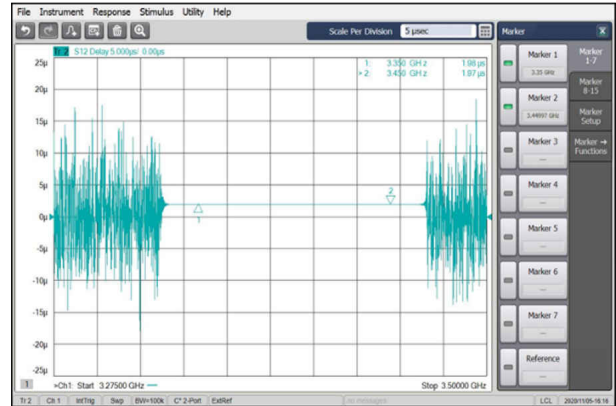 File Instrument Response Stimulus Utility Help
Scale Per Division 5 µsec
Marker X
Tr 2 S12 Delay 5.000µs/ 0.00µs
1: 3.350 GHz 1.98 µs
> 2: 3.450 GHz 1.97 µs
25µ
20µ
15µ
10µ
5µ
0µ
-5µ
-10µ
-15µ
-20µ
-25µ
1
2
1 >Ch1: Start 3.27500 GHz — Stop 3.50000 GHz
Marker 1
3.35 GHz
Marker 2
3.44997 GHz
Marker 3
---
Marker 4
---
Marker 5
---
Marker 6
---
Marker 7
---
Reference
---
Marker
1-7
Marker
8-15
Marker
Setup
Marker →
Functions
Tr 2 Ch 1 IntTrig Swp BW=100k C* 2-Port ExtRef no messages LCL 2020/11/05-16:16